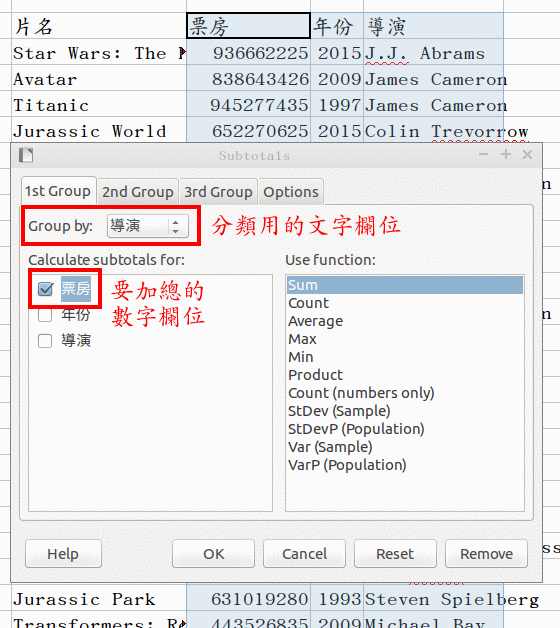 片名 票房 年份 導演
Star Wars: The 936662225 2015 J.J. Abrams
Avatar 838643426 2009 James Cameron
Titanic 945277435 1997 James Cameron
Jurassic World 652270625 2015 Colin Trevorrow
Subtotals
1st Group 2nd Group 3rd Group Options
Group by: 導演 分類用的文字欄位
Calculate subtotals for: Use function:
票房 要加總的
年份 數字欄位
導演
Sum
Count
Average
Max
Min
Product
Count (numbers only)
StDev (Sample)
StDevP (Population)
Var (Sample)
VarP (Population)
Help OK Cancel Reset Remove
Jurassic Park 631019280 1993 Steven Spielberg
Transformers: 443526835 2009 Michael Bay